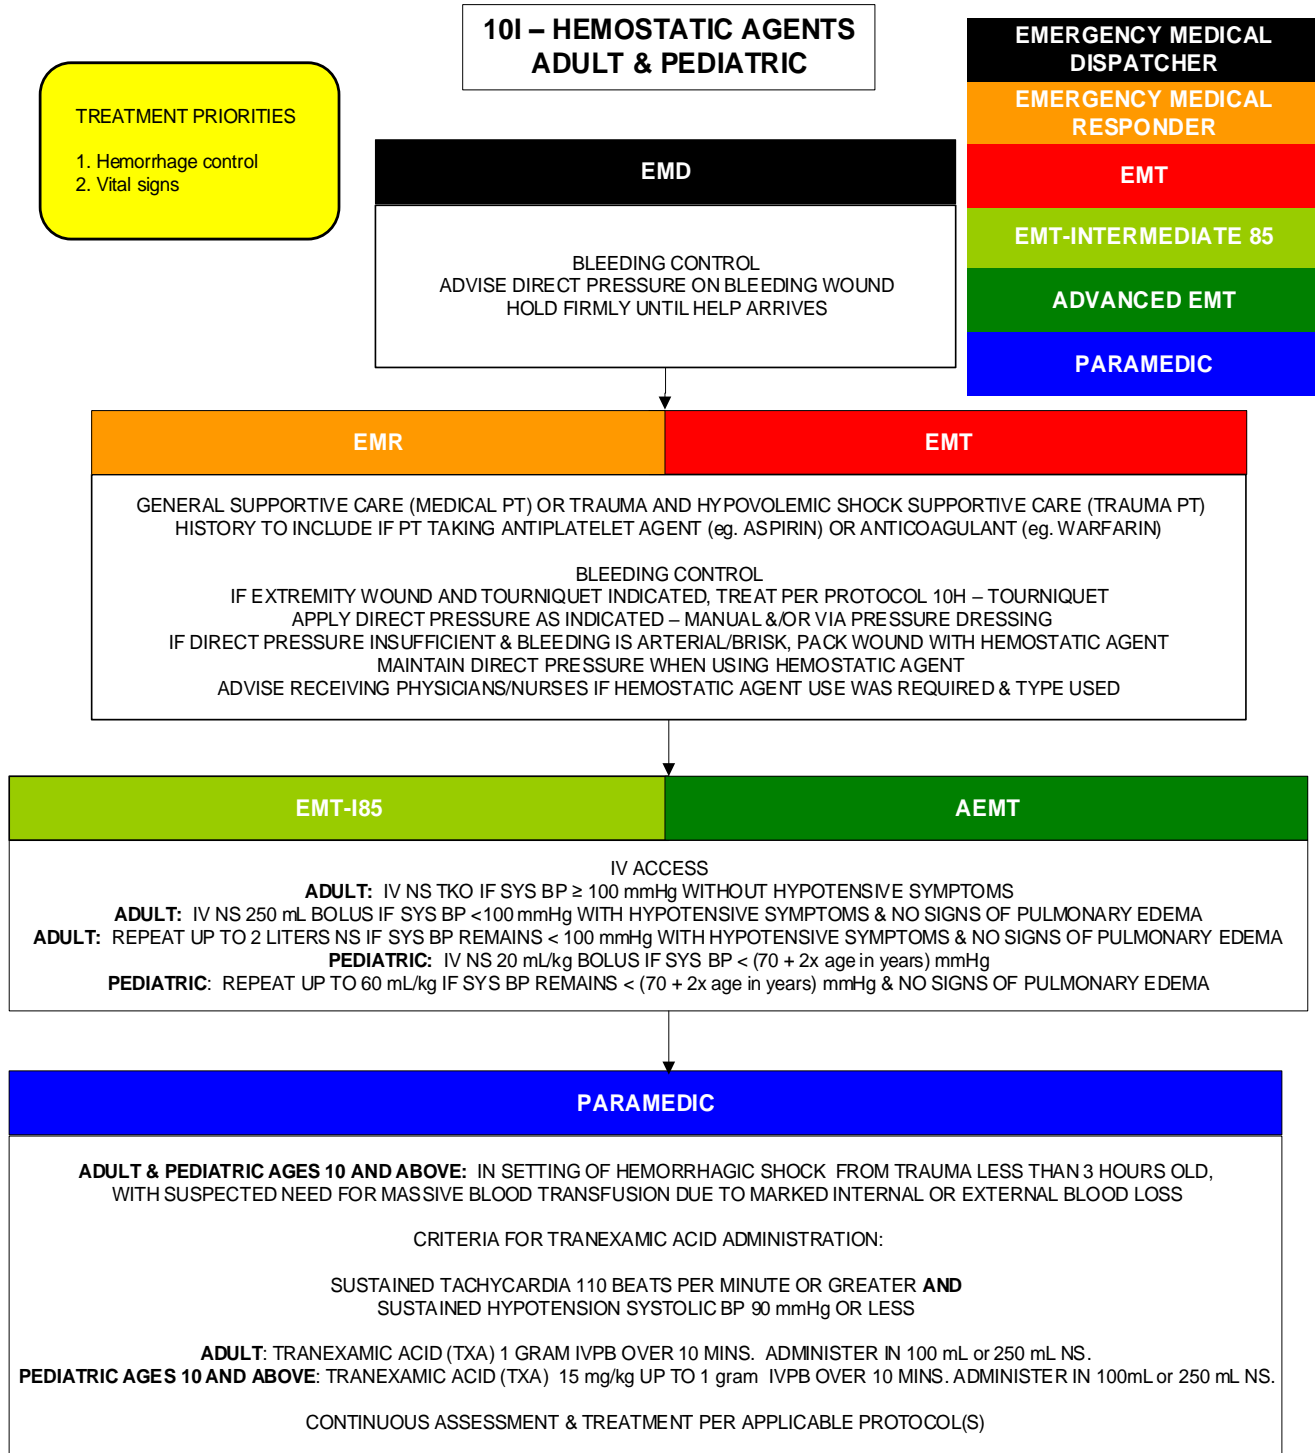 10I – HEMOSTATIC AGENTS
ADULT & PEDIATRIC
EMERGENCY MEDICAL
DISPATCHER
EMERGENCY MEDICAL
RESPONDER
EMT
EMT-INTERMEDIATE 85
ADVANCED EMT
PARAMEDIC
TREATMENT PRIORITIES
1. Hemorrhage control
2. Vital signs
EMD
BLEEDING CONTROL
ADVISE DIRECT PRESSURE ON BLEEDING WOUND
HOLD FIRMLY UNTIL HELP ARRIVES
EMR
EMT
GENERAL SUPPORTIVE CARE (MEDICAL PT) OR TRAUMA AND HYPOVOLEMIC SHOCK SUPPORTIVE CARE (TRAUMA PT)
HISTORY TO INCLUDE IF PT TAKING ANTIPLATELET AGENT (eg. ASPIRIN) OR ANTICOAGULANT (eg. WARFARIN)
BLEEDING CONTROL
IF EXTREMITY WOUND AND TOURNIQUET INDICATED, TREAT PER PROTOCOL 10H – TOURNIQUET
APPLY DIRECT PRESSURE AS INDICATED – MANUAL &/OR VIA PRESSURE DRESSING
IF DIRECT PRESSURE INSUFFICIENT & BLEEDING IS ARTERIAL/BRISK, PACK WOUND WITH HEMOSTATIC AGENT
MAINTAIN DIRECT PRESSURE WHEN USING HEMOSTATIC AGENT
ADVISE RECEIVING PHYSICIANS/NURSES IF HEMOSTATIC AGENT USE WAS REQUIRED & TYPE USED
EMT-I85
AEMT
IV ACCESS
ADULT: IV NS TKO IF SYS BP ≥ 100 mmHg WITHOUT HYPOTENSIVE SYMPTOMS
ADULT: IV NS 250 mL BOLUS IF SYS BP <100 mmHg WITH HYPOTENSIVE SYMPTOMS & NO SIGNS OF PULMONARY EDEMA
ADULT: REPEAT UP TO 2 LITERS NS IF SYS BP REMAINS < 100 mmHg WITH HYPOTENSIVE SYMPTOMS & NO SIGNS OF PULMONARY EDEMA
PEDIATRIC: IV NS 20 mL/kg BOLUS IF SYS BP < (70 + 2x age in years) mmHg
PEDIATRIC: REPEAT UP TO 60 mL/kg IF SYS BP REMAINS < (70 + 2x age in years) mmHg & NO SIGNS OF PULMONARY EDEMA
PARAMEDIC
ADULT & PEDIATRIC AGES 10 AND ABOVE: IN SETTING OF HEMORRHAGIC SHOCK FROM TRAUMA LESS THAN 3 HOURS OLD,
WITH SUSPECTED NEED FOR MASSIVE BLOOD TRANSFUSION DUE TO MARKED INTERNAL OR EXTERNAL BLOOD LOSS
CRITERIA FOR TRANEXAMIC ACID ADMINISTRATION:
SUSTAINED TACHYCARDIA 110 BEATS PER MINUTE OR GREATER AND
SUSTAINED HYPOTENSION SYSTOLIC BP 90 mmHg OR LESS
ADULT: TRANEXAMIC ACID (TXA) 1 GRAM IVPB OVER 10 MINS. ADMINISTER IN 100 mL or 250 mL NS.
PEDIATRIC AGES 10 AND ABOVE: TRANEXAMIC ACID (TXA) 15 mg/kg UP TO 1 gram IVPB OVER 10 MINS. ADMINISTER IN 100mL or 250 mL NS.
CONTINUOUS ASSESSMENT & TREATMENT PER APPLICABLE PROTOCOL(S)